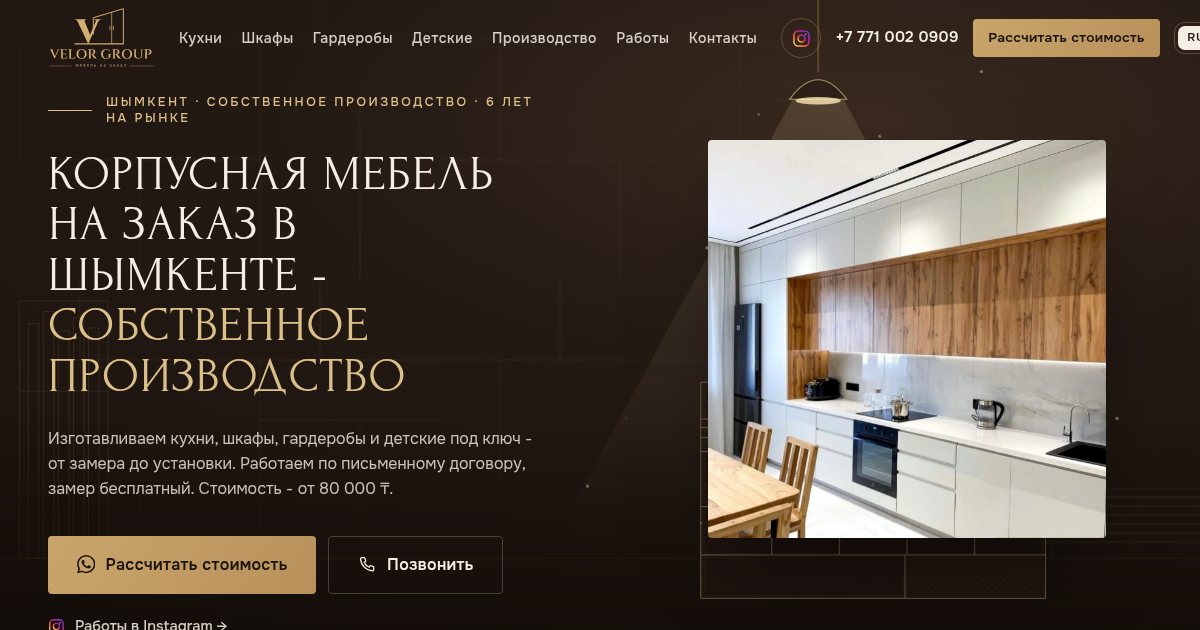 VELOR GROUP
МЕБЕЛЬ НА ЗАКАЗ
Кухни Шкафы Гардеробы Детские Производство Работы Контакты
+7 771 002 0909
Рассчитать стоимость
RU
ШЫМКЕНТ · СОБСТВЕННОЕ ПРОИЗВОДСТВО · 6 ЛЕТ
НА РЫНКЕ
КОРПУСНАЯ МЕБЕЛЬ
НА ЗАКАЗ В
ШЫМКЕНТЕ -
СОБСТВЕННОЕ
ПРОИЗВОДСТВО
Изготавливаем кухни, шкафы, гардеробы и детские под ключ -
от замера до установки. Работаем по письменному договору,
замер бесплатный. Стоимость - от 80 000 ₸.
Рассчитать стоимость
Позвонить
Работы в Instagram →